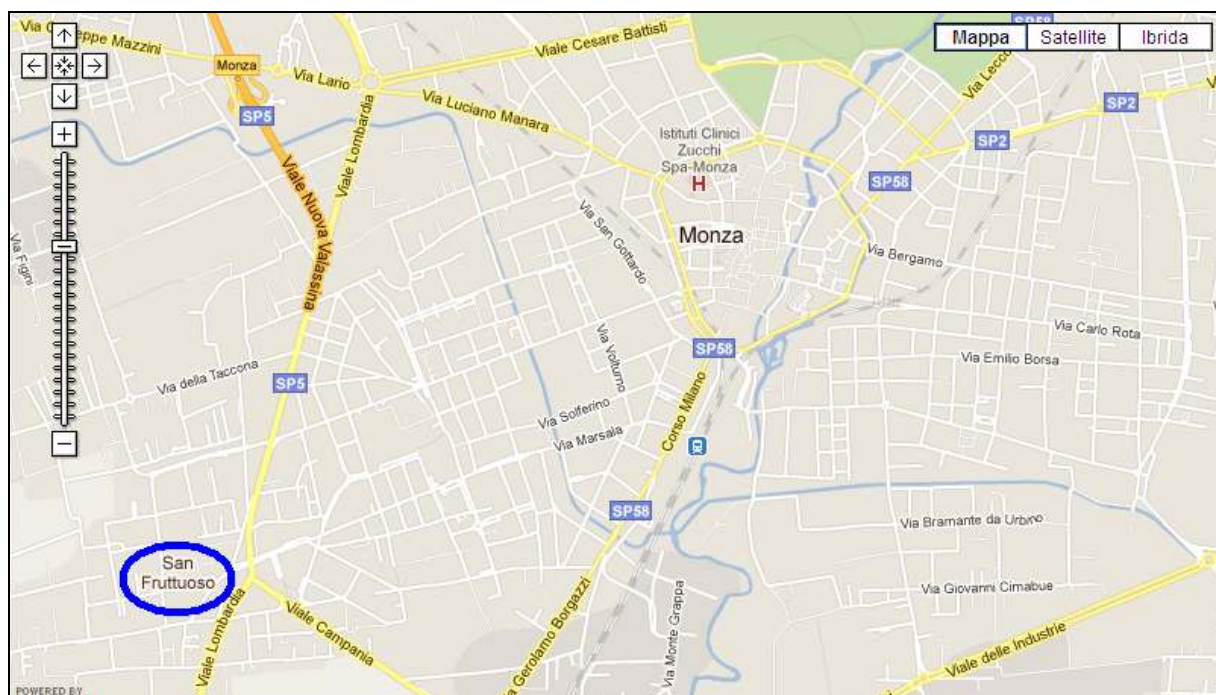 Via Giuseppe Mazzini
Viale Cesare Battisti
SP58
Mappa
Satellite
Ibrida
Monza
Via Lario
Via Luciano Manara
Via Lecco
SP2
SP5
Viale Lombardia
Istituti Clinici
Zucchi
Spa-Monza
H
SP2
SP58
Viale Nuova Valassina
Via San Gottardo
Monza
Via Figini
Via Bergamo
Via Volturno
Via Carlo Rota
SP58
Via Emilio Borsa
Via della Taccona
SP5
Via Solferino
Corso Milano
Via Marsala
SP58
Via Bramante da Urbino
San
Fruttuoso
Via Giovanni Cimabue
Viale Lombardia
Viale Campania
Via Gerolamo Borgazzi
Via Monte Grappa
Viale delle Industrie
POWERED BY